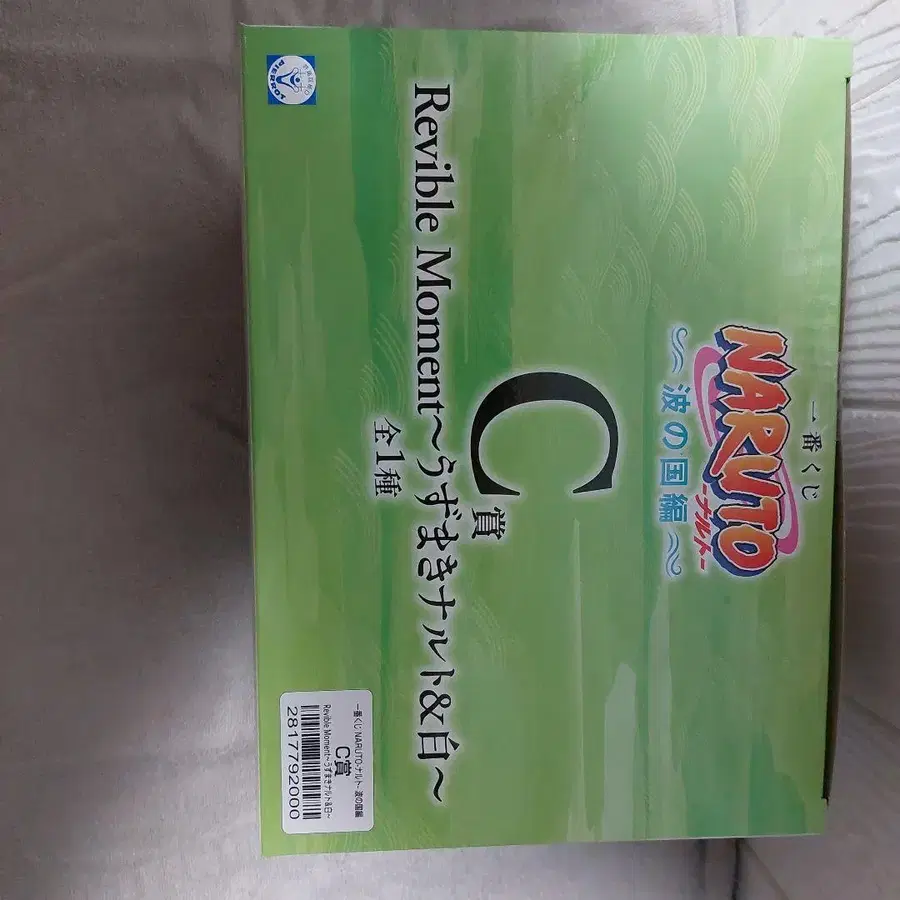 一番くじ
NARUTO
-ナルト-
～波の国編～
C賞
Revible Moment～うずまきナルト&白～
全1種
PIERROT
一番くじ NARUTO-ナルト- 波の国編
C賞
Revible Moment～うずまきナルト&白～
2817792000